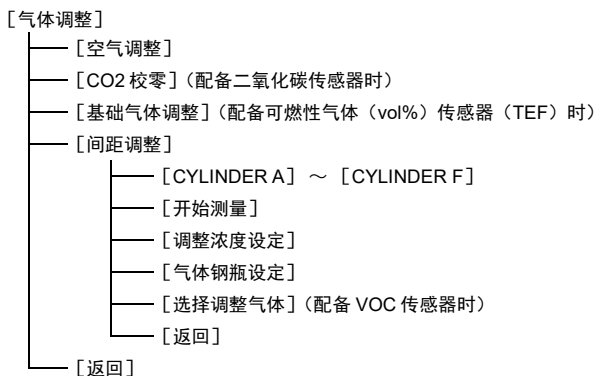 ［气体调整］
［空气调整］
［CO2 校零］（配备二氧化碳传感器时）
［基础气体调整］（配备可燃性气体（vol%）传感器（TEF）时）
［间距调整］
［CYLINDER A］ ～ ［CYLINDER F］
［开始测量］
［调整浓度设定］
［气体钢瓶设定］
［选择调整气体］（配备 VOC 传感器时）
［返回］
［返回］